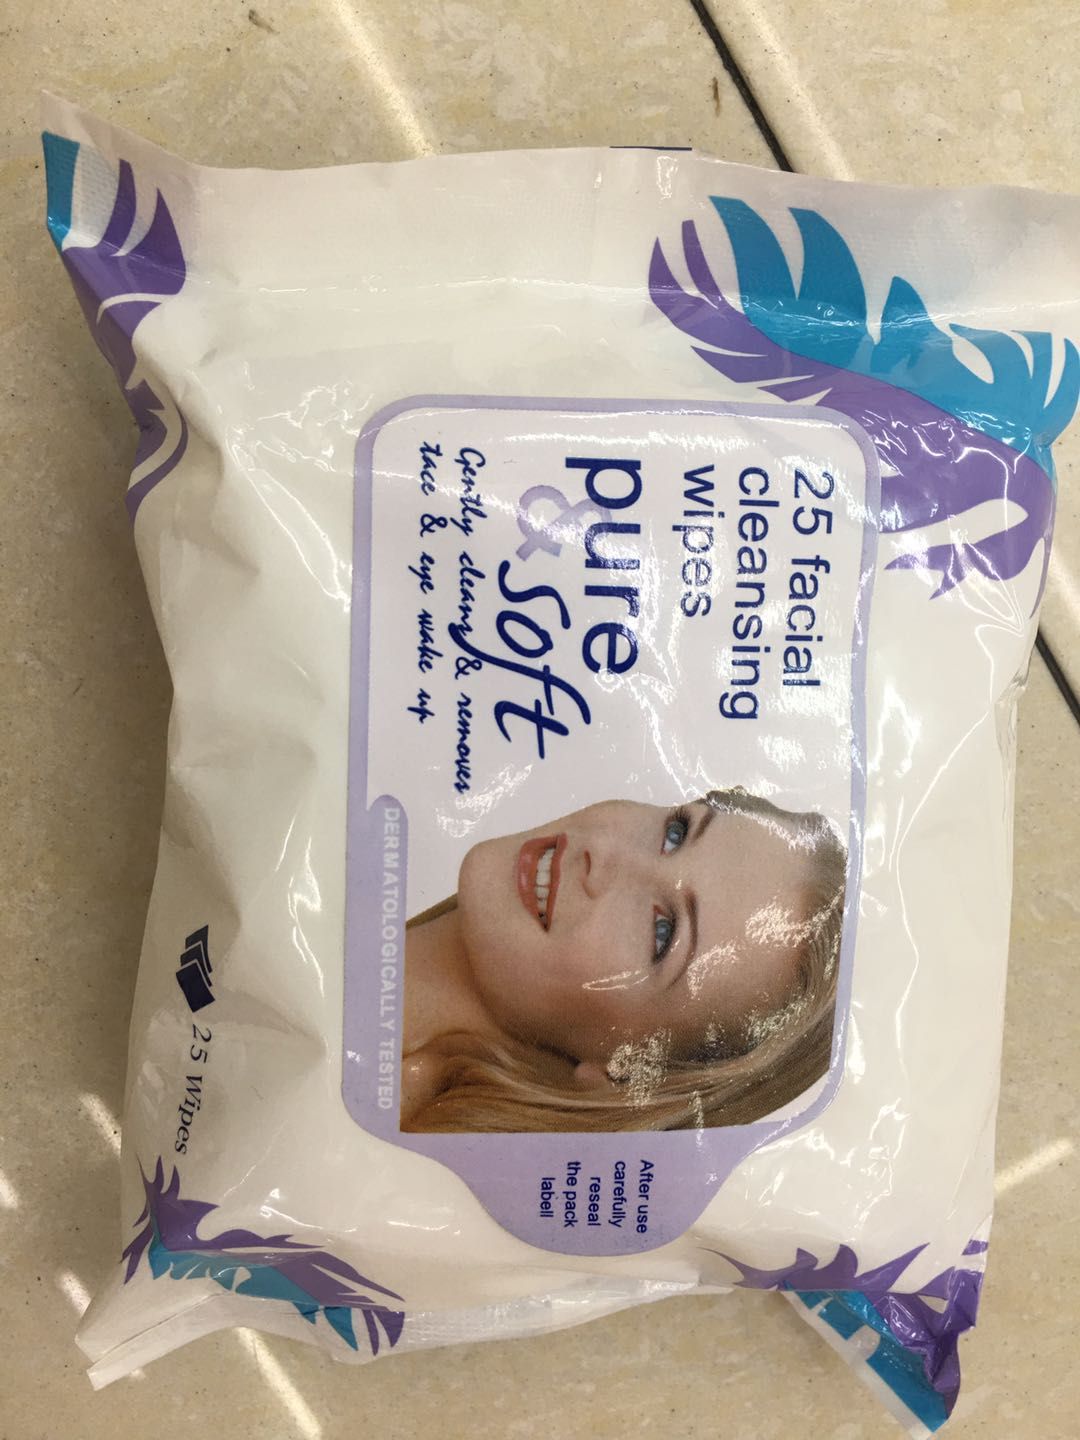 25 facial
cleansing
wipes
pure
& soft
Gently cleans & removes
face & eye make up
DERMATOLOGICALLY TESTED
After use
carefully
reseal
the pack
labell
25 Wipes